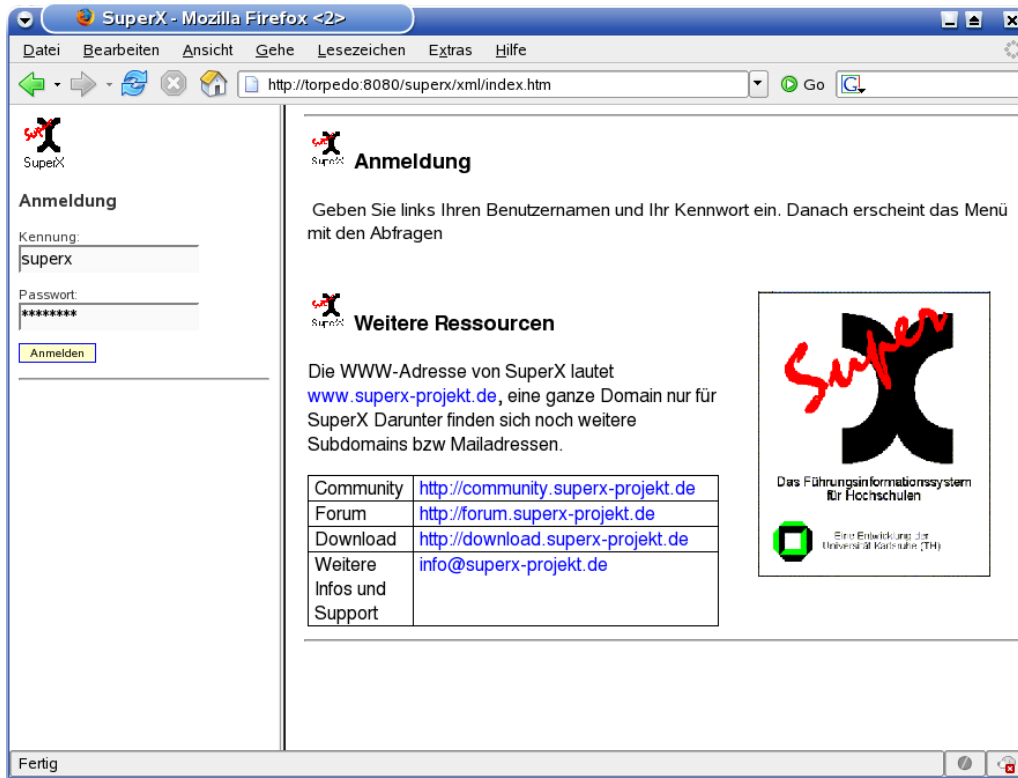 SuperX - Mozilla Firefox <2>
Datei Bearbeiten Ansicht Gehe Lesezeichen Extras Hilfe
http://torpedo:8080/superx/xml/index.htm Go G
Super X
SuperX
Anmeldung
Kennung:
superx
Passwort:
********
Anmelden
Super X
SuperX Anmeldung
Geben Sie links Ihren Benutzernamen und Ihr Kennwort ein. Danach erscheint das Menü
mit den Abfragen
Super X
SuperX Weitere Ressourcen
Die WWW-Adresse von SuperX lautet
www.superx-projekt.de, eine ganze Domain nur für
SuperX Darunter finden sich noch weitere
Subdomains bzw Mailadressen.
Community http://community.superx-projekt.de
Forum http://forum.superx-projekt.de
Download http://download.superx-projekt.de
Weitere info@superx-projekt.de
Infos und
Support
Super X
Das Führungsinformationssystem
für Hochschulen
Eine Entwicklung der
Universität Karlsruhe (TH)
Fertig